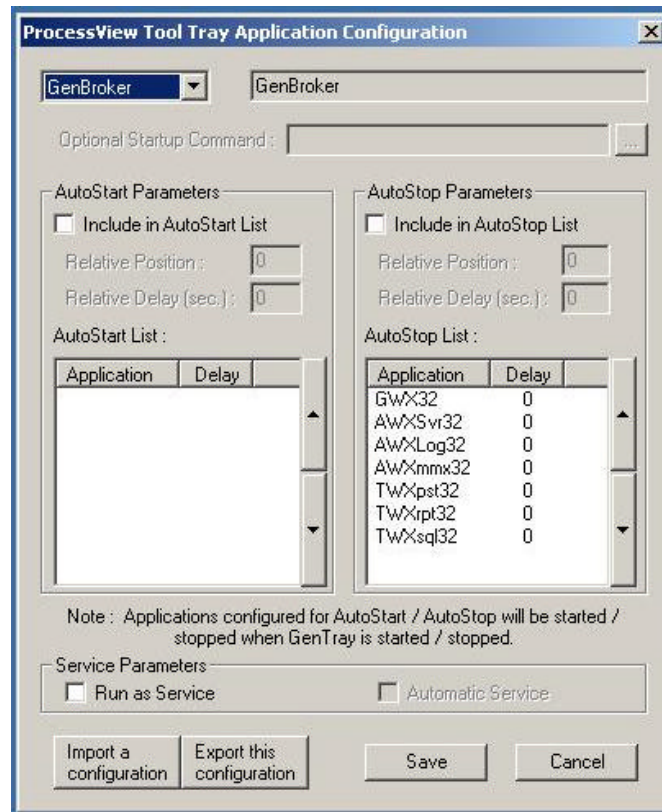 ProcessView Tool Tray Application Configuration
GenBroker GenBroker
Optional Startup Command : ...
AutoStart Parameters
Include in AutoStart List
Relative Position : 0
Relative Delay (sec.) : 0
AutoStart List :
Application Delay
AutoStop Parameters
Include in AutoStop List
Relative Position : 0
Relative Delay (sec.) : 0
AutoStop List :
Application Delay
GWX32 0
AWXSvr32 0
AWXLog32 0
AWXmmx32 0
TWXpst32 0
TWXrpt32 0
TWXsql32 0
Note : Applications configured for AutoStart / AutoStop will be started /
stopped when GenTray is started / stopped.
Service Parameters
Run as Service Automatic Service
Import a
configuration
Export this
configuration
Save
Cancel